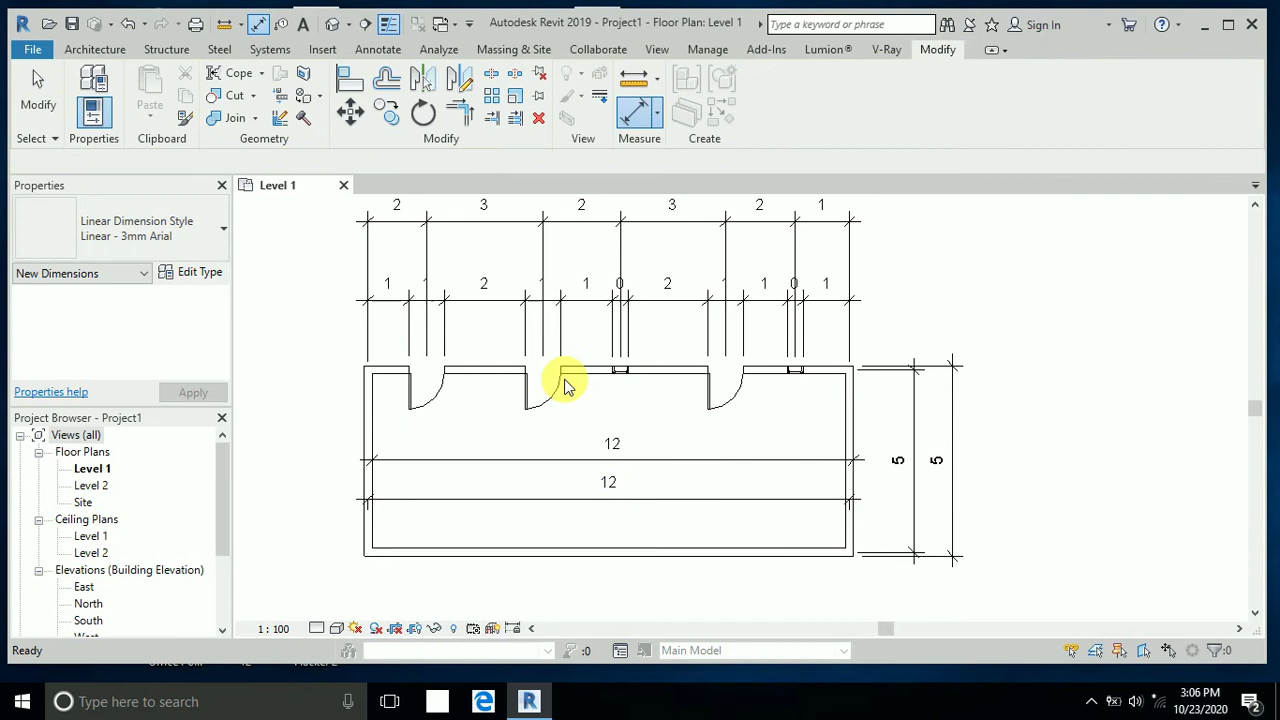 Autodesk Revit 2019 - Project1 - Floor Plan: Level 1
Type a keyword or phrase
Sign In
File Architecture Structure Steel Systems Insert Annotate Analyze Massing & Site Collaborate View Manage Add-Ins Lumion® V-Ray Modify
Modify
Select
Properties
Paste
Clipboard
Cope
Cut
Join
Geometry
Modify
View
Measure
Create
Properties
Linear Dimension Style
Linear - 3mm Arial
New Dimensions
Edit Type
Properties help
Apply
Project Browser - Project1
Views (all)
Floor Plans
Level 1
Level 2
Site
Ceiling Plans
Level 1
Level 2
Elevations (Building Elevation)
East
North
South
West
Level 1
2 3 2 3 2 1
1 1 2 1 1 0 2 1 1 0 1
12
12
5 5
1 : 100
Ready
:0
Main Model
:0
Type here to search
3:06 PM
10/23/2020
2